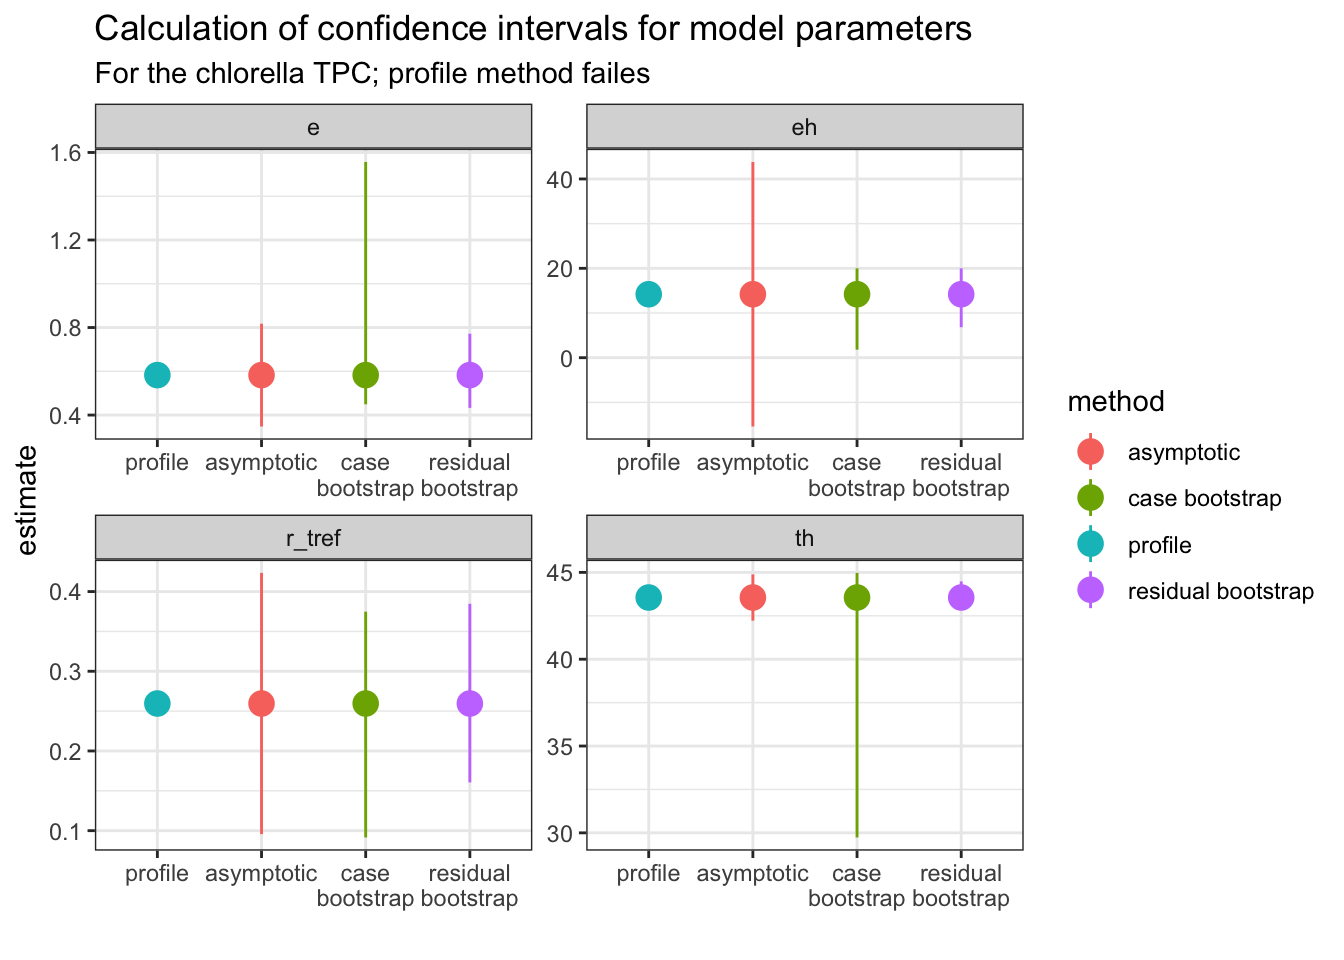 Calculation of confidence intervals for model parameters
For the chlorella TPC; profile method failes
estimate
e
1.6
1.2
0.8
0.4
profile asymptotic case residual
bootstrap bootstrap
eh
40
20
0
profile asymptotic case residual
bootstrap bootstrap
r_tref
0.4
0.3
0.2
0.1
profile asymptotic case residual
bootstrap bootstrap
th
45
40
35
30
profile asymptotic case residual
bootstrap bootstrap
method
asymptotic
case bootstrap
profile
residual bootstrap